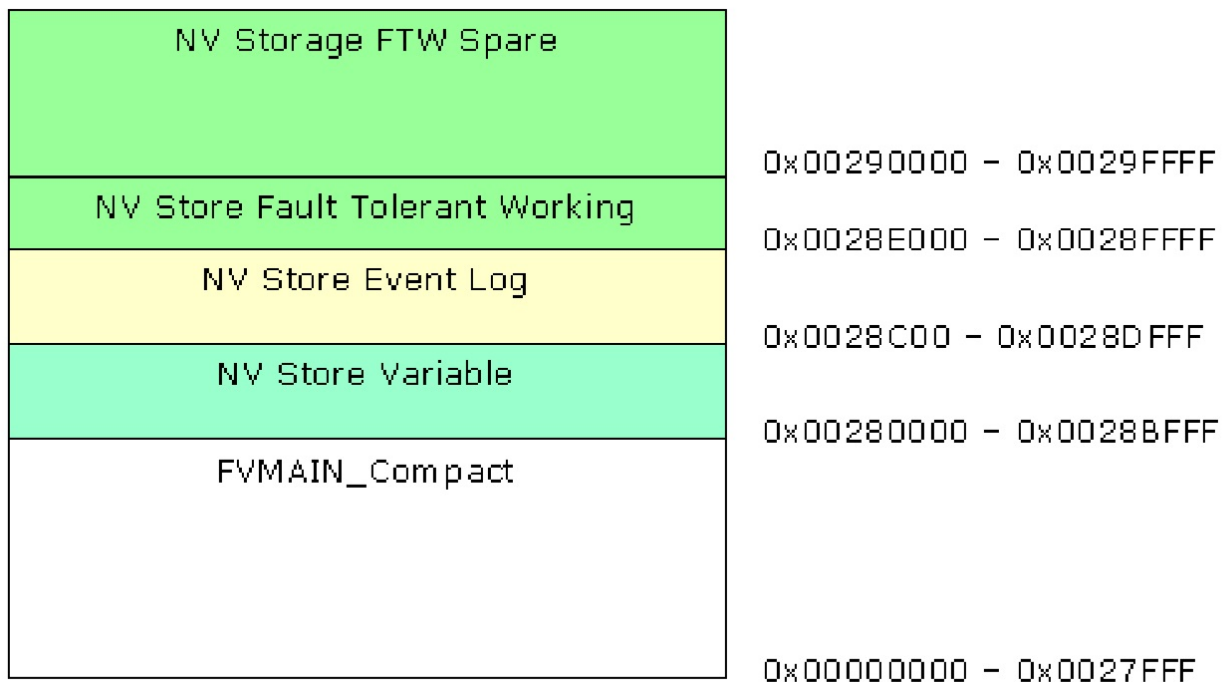 NV Storage FTW Spare
0x00290000 – 0x0029FFFF
NV Store Fault Tolerant Working
0x0028E000 – 0x0028FFFF
NV Store Event Log
0x0028C00 – 0x0028DFFF
NV Store Variable
0x00280000 – 0x0028BFFF
FVMAIN_Compact
0x00000000 – 0x0027FFF